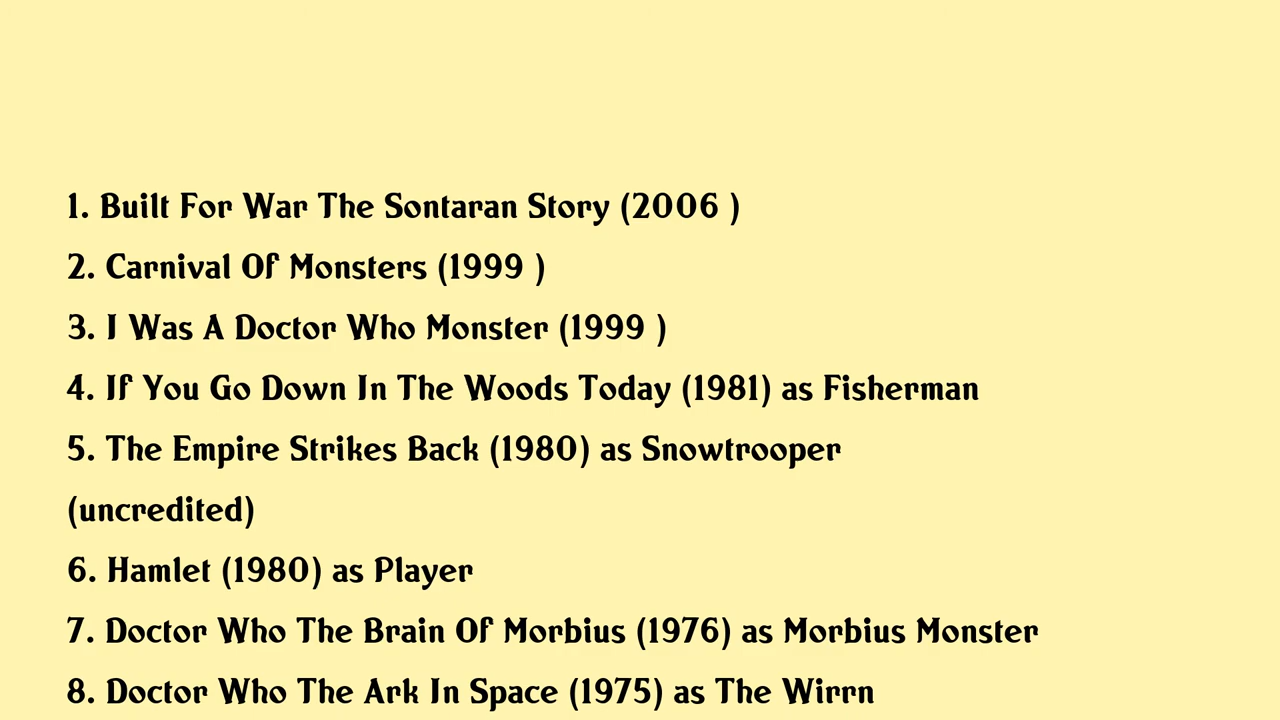 1. Built For War The Sontaran Story (2006 )
2. Carnival Of Monsters (1999 )
3. I Was A Doctor Who Monster (1999 )
4. If You Go Down In The Woods Today (1981) as Fisherman
5. The Empire Strikes Back (1980) as Snowtrooper
(uncredited)
6. Hamlet (1980) as Player
7. Doctor Who The Brain Of Morbius (1976) as Morbius Monster
8. Doctor Who The Ark In Space (1975) as The Wirrn